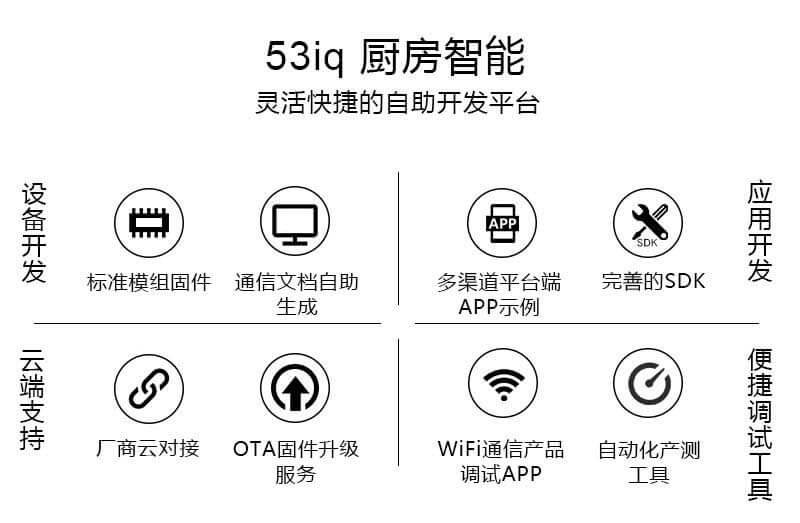 53iq 厨房智能
灵活快捷的自助开发平台
设备开发
标准模组固件
通信文档自助
生成
APP
多渠道平台端
APP示例
SDK
完善的SDK
应用开发
云端支持
厂商云对接
OTA固件升级
服务
WiFi通信产品
调试APP
自动化产测
工具
便捷调试工具